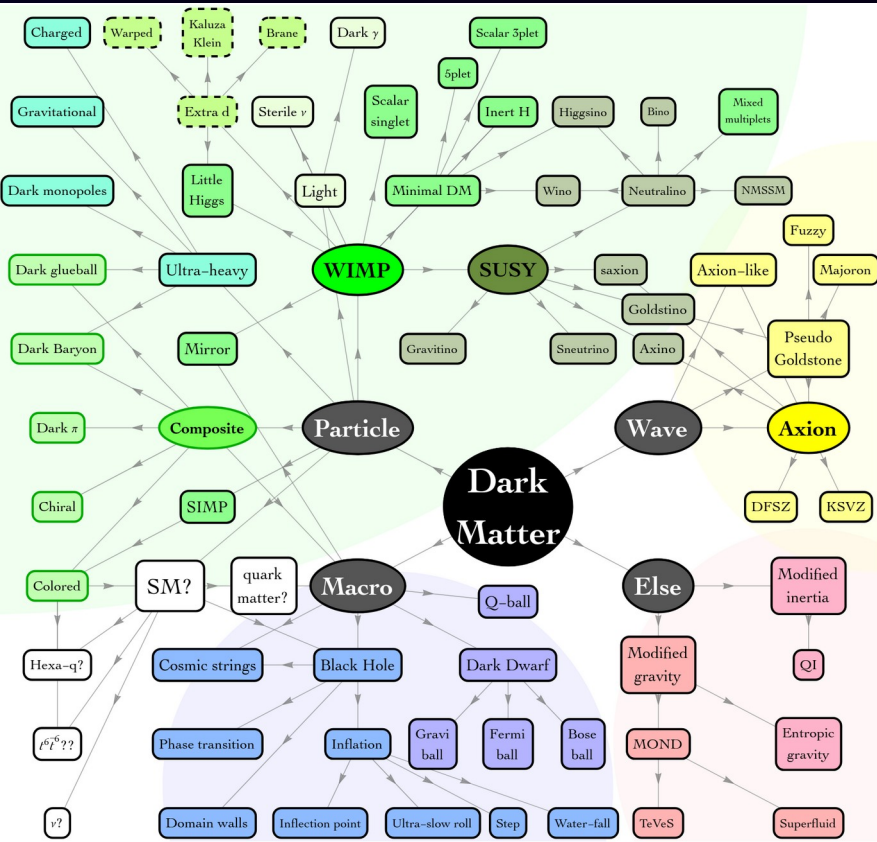 Charged
Warped
Kaluza
Klein
Brane
Dark γ
Scalar 3plet
5plet
Gravitational
Extra d
Sterile ν
Scalar
singlet
Inert H
Higgsino
Bino
Mixed
multiplets
Dark monopoles
Little
Higgs
Light
Minimal DM
Wino
Neutralino
NMSSM
Fuzzy
Dark glueball
Ultra-heavy
WIMP
SUSY
saxion
Axion-like
Majoron
Goldstino
Dark Baryon
Mirror
Gravitino
Sneutrino
Axino
Pseudo
Goldstone
Dark π
Composite
Particle
Wave
Axion
Dark
Matter
Chiral
SIMP
DFSZ
KSVZ
Colored
SM?
quark
matter?
Macro
Q-ball
Else
Modified
inertia
Hexa-q?
Cosmic strings
Black Hole
Dark Dwarf
Modified
gravity
QI
t⁶t̄⁶??
Phase transition
Inflation
Gravi
ball
Fermi
ball
Bose
ball
MOND
Entropic
gravity
ν?
Domain walls
Inflection point
Ultra-slow roll
Step
Water-fall
TeVeS
Superfluid